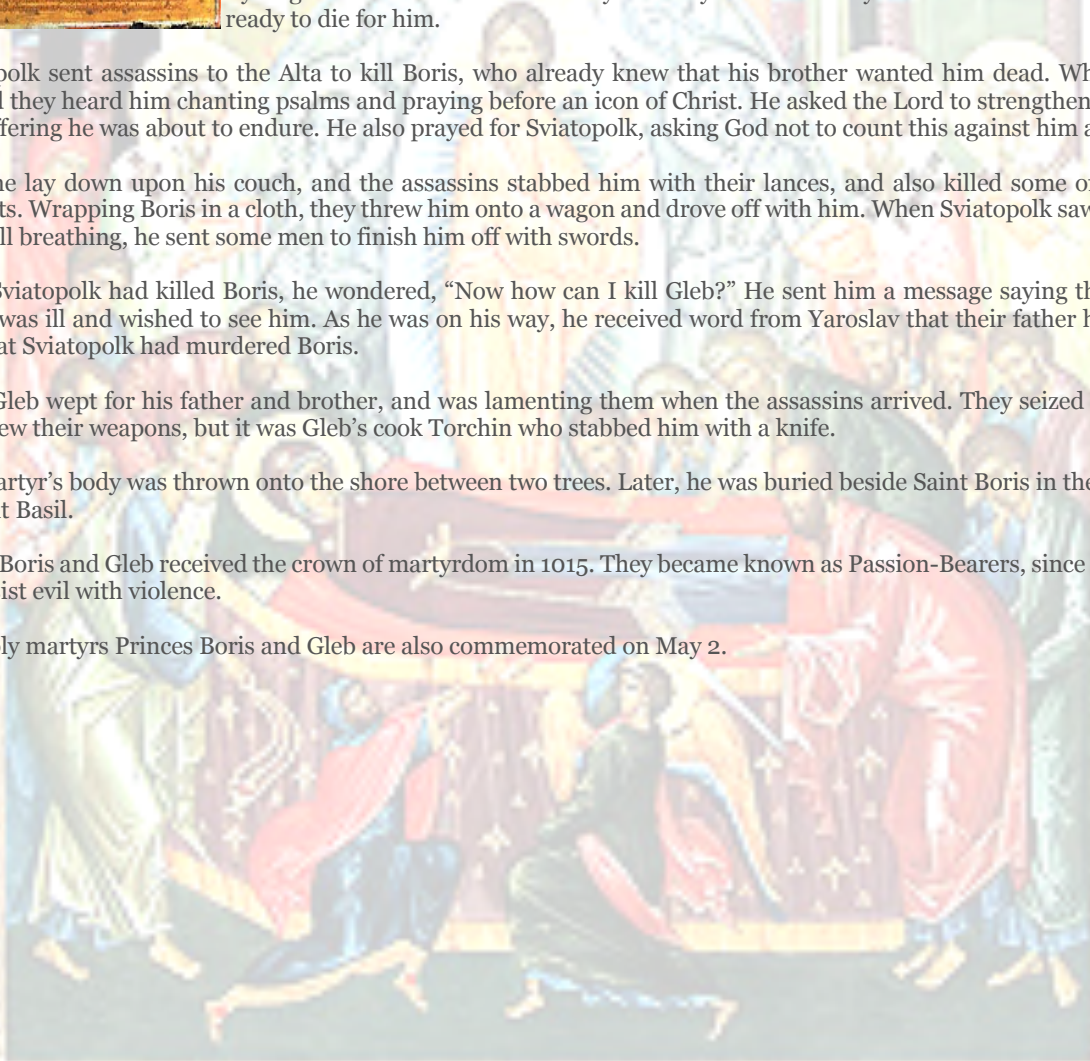 ready to die for him.
polk sent assassins to the Alta to kill Boris, who already knew that his brother wanted him dead. Wh
they heard him chanting psalms and praying before an icon of Christ. He asked the Lord to strengthen
ffering he was about to endure. He also prayed for Sviatopolk, asking God not to count this against him a
he lay down upon his couch, and the assassins stabbed him with their lances, and also killed some o
ts. Wrapping Boris in a cloth, they threw him onto a wagon and drove off with him. When Sviatopolk saw
ll breathing, he sent some men to finish him off with swords.
Sviatopolk had killed Boris, he wondered, “Now how can I kill Gleb?” He sent him a message saying th
was ill and wished to see him. As he was on his way, he received word from Yaroslav that their father h
at Sviatopolk had murdered Boris.
Gleb wept for his father and brother, and was lamenting them when the assassins arrived. They seized
ew their weapons, but it was Gleb’s cook Torchin who stabbed him with a knife.
artyr’s body was thrown onto the shore between two trees. Later, he was buried beside Saint Boris in the
t Basil.
Boris and Gleb received the crown of martyrdom in 1015. They became known as Passion-Bearers, since
ist evil with violence.
ly martyrs Princes Boris and Gleb are also commemorated on May 2.